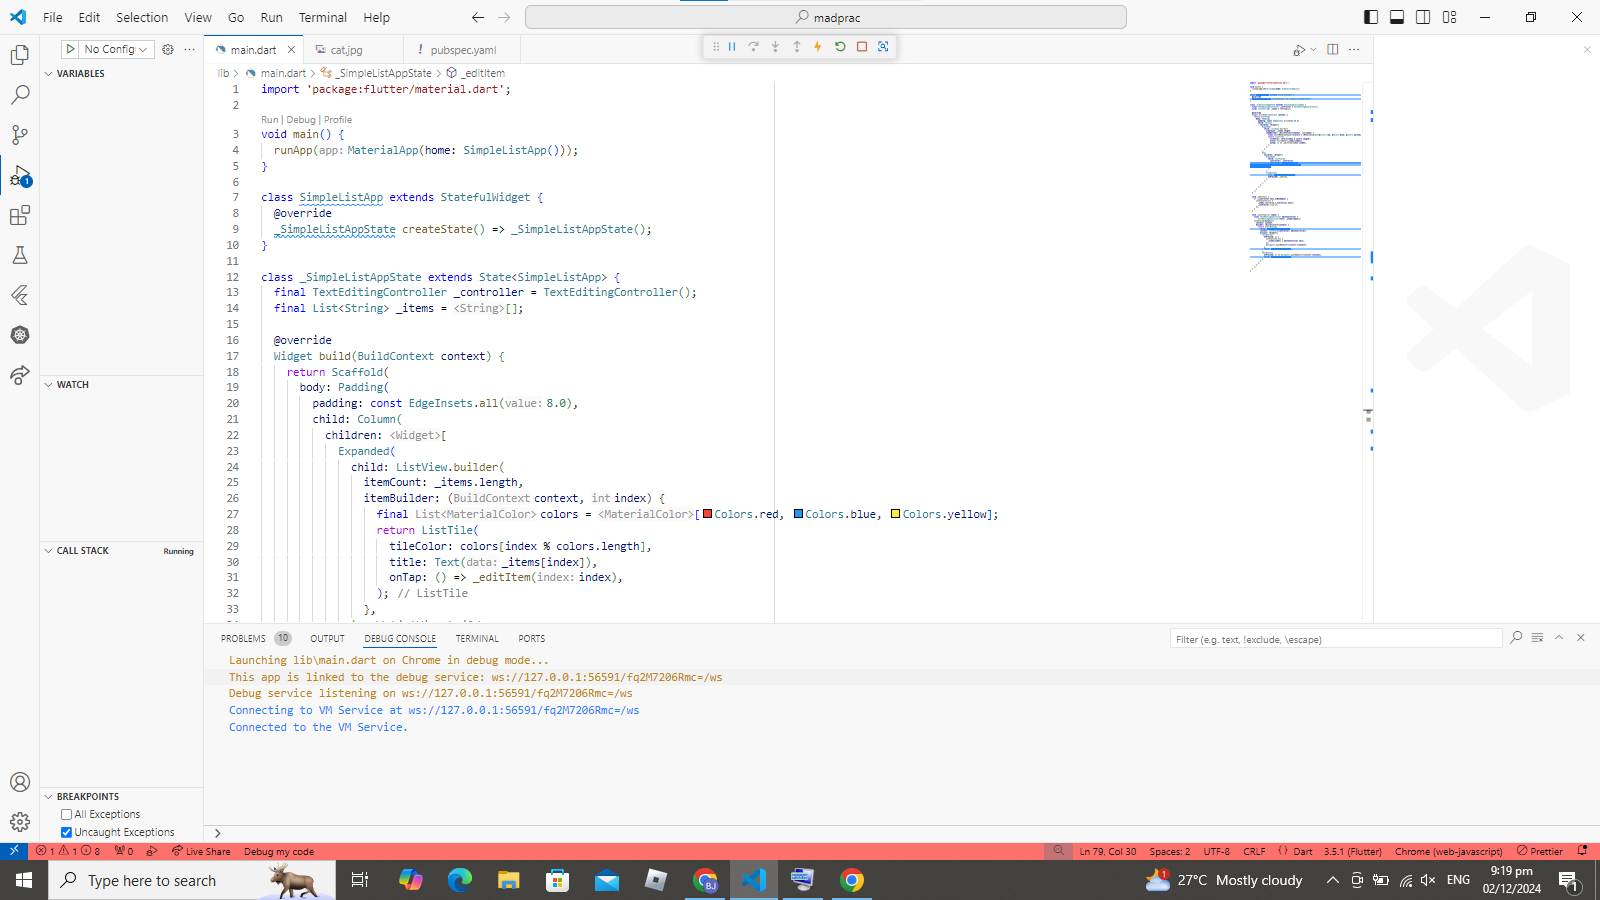 File Edit Selection View Go Run Terminal Help
madprac
No Config
main.dart
cat.jpg
pubspec.yaml
lib > main.dart > _SimpleListAppState > _editItem
VARIABLES
WATCH
CALL STACK Running
BREAKPOINTS
All Exceptions
Uncaught Exceptions
1
1 import 'package:flutter/material.dart';
2
Run | Debug | Profile
3 void main() {
4 runApp(app: MaterialApp(home: SimpleListApp()));
5 }
6
7 class SimpleListApp extends StatefulWidget {
8 @override
9 _SimpleListAppState createState() => _SimpleListAppState();
10 }
11
12 class _SimpleListAppState extends State<SimpleListApp> {
13 final TextEditingController _controller = TextEditingController();
14 final List<String> _items = <String>[];
15
16 @override
17 Widget build(BuildContext context) {
18 return Scaffold(
19 body: Padding(
20 padding: const EdgeInsets.all(value: 8.0),
21 child: Column(
22 children: <Widget>[
23 Expanded(
24 child: ListView.builder(
25 itemCount: _items.length,
26 itemBuilder: (BuildContext context, int index) {
27 final List<MaterialColor> colors = <MaterialColor>[Colors.red, Colors.blue, Colors.yellow];
28 return ListTile(
29 tileColor: colors[index % colors.length],
30 title: Text(data: _items[index]),
31 onTap: () => _editItem(index: index),
32 ); // ListTile
33 },
PROBLEMS 10 OUTPUT DEBUG CONSOLE TERMINAL PORTS
Filter (e.g. text, !exclude, \escape)
Launching lib\main.dart on Chrome in debug mode...
This app is linked to the debug service: ws://127.0.0.1:56591/fq2M7206Rmc=/ws
Debug service listening on ws://127.0.0.1:56591/fq2M7206Rmc=/ws
Connecting to VM Service at ws://127.0.0.1:56591/fq2M7206Rmc=/ws
Connected to the VM Service.
1 1 8 0 Live Share Debug my code
Ln 79, Col 30 Spaces: 2 UTF-8 CRLF {} Dart 3.5.1 (Flutter) Chrome (web-javascript) Prettier
Type here to search
BJ
1 27°C Mostly cloudy
ENG
9:19 pm
02/12/2024
1